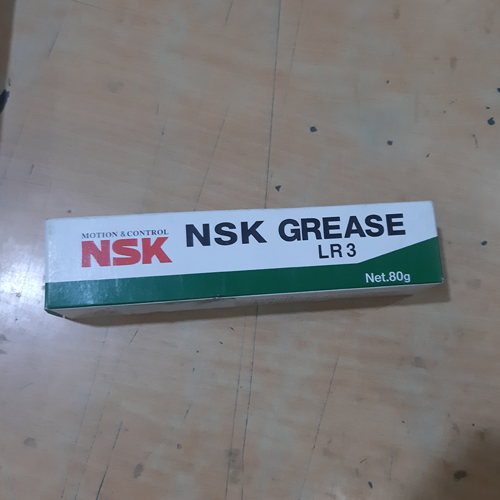 MOTION & CONTROL
NSK
NSK GREASE
LR3
Net.80g